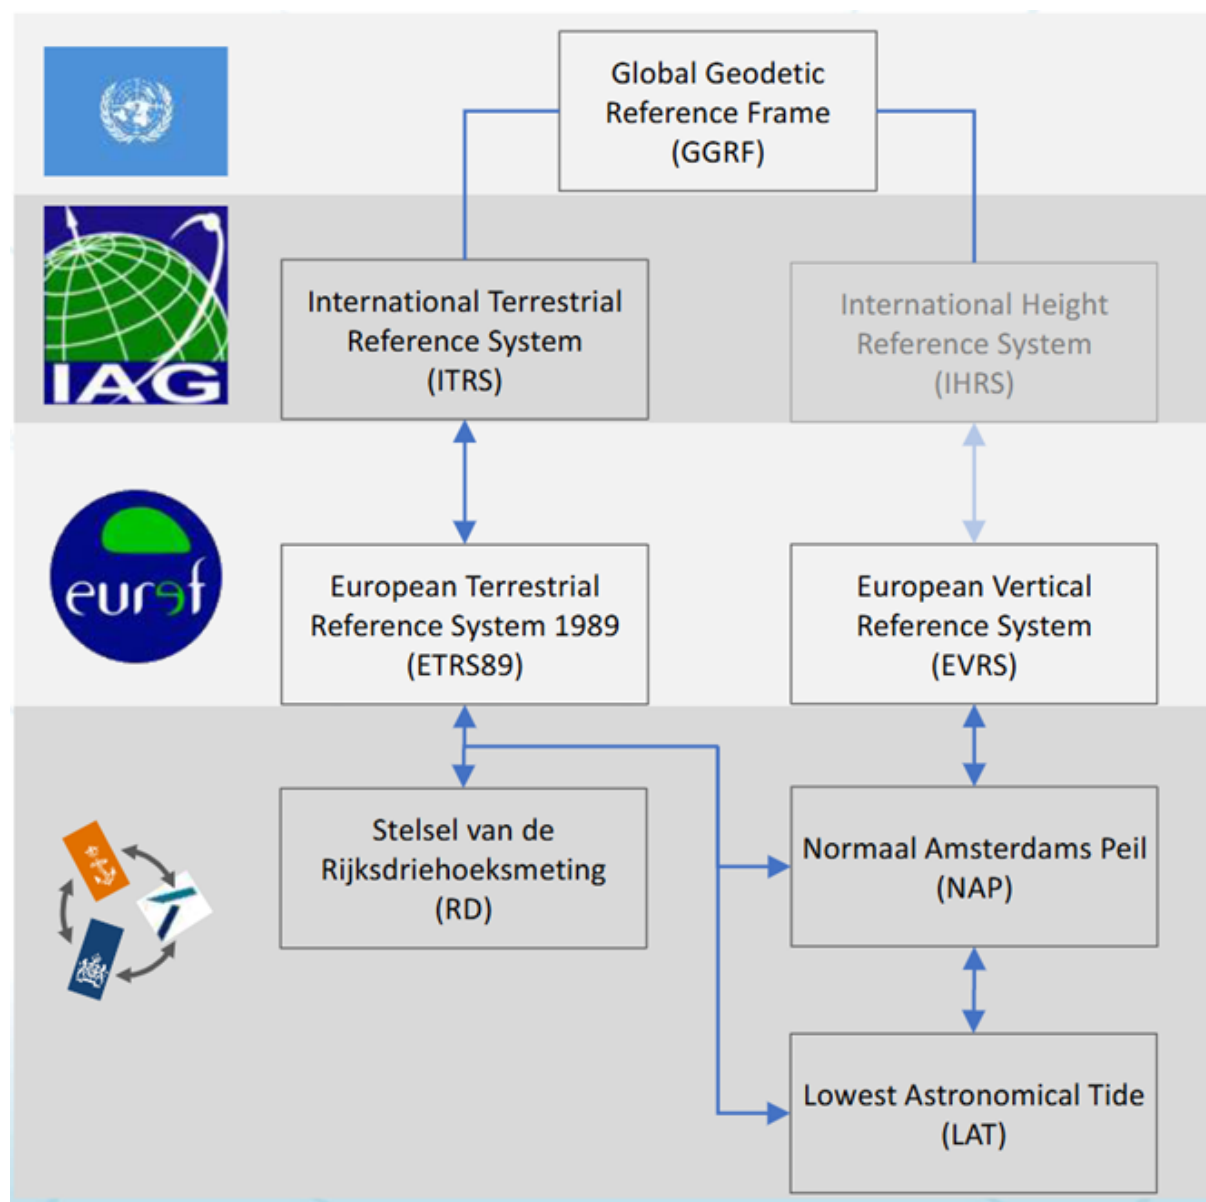 Global Geodetic
Reference Frame
(GGRF)
IAG
International Terrestrial
Reference System
(ITRS)
International Height
Reference System
(IHRS)
euref
European Terrestrial
Reference System 1989
(ETRS89)
European Vertical
Reference System
(EVRS)
Stelsel van de
Rijksdriehoeksmeting
(RD)
Normaal Amsterdams Peil
(NAP)
Lowest Astronomical Tide
(LAT)